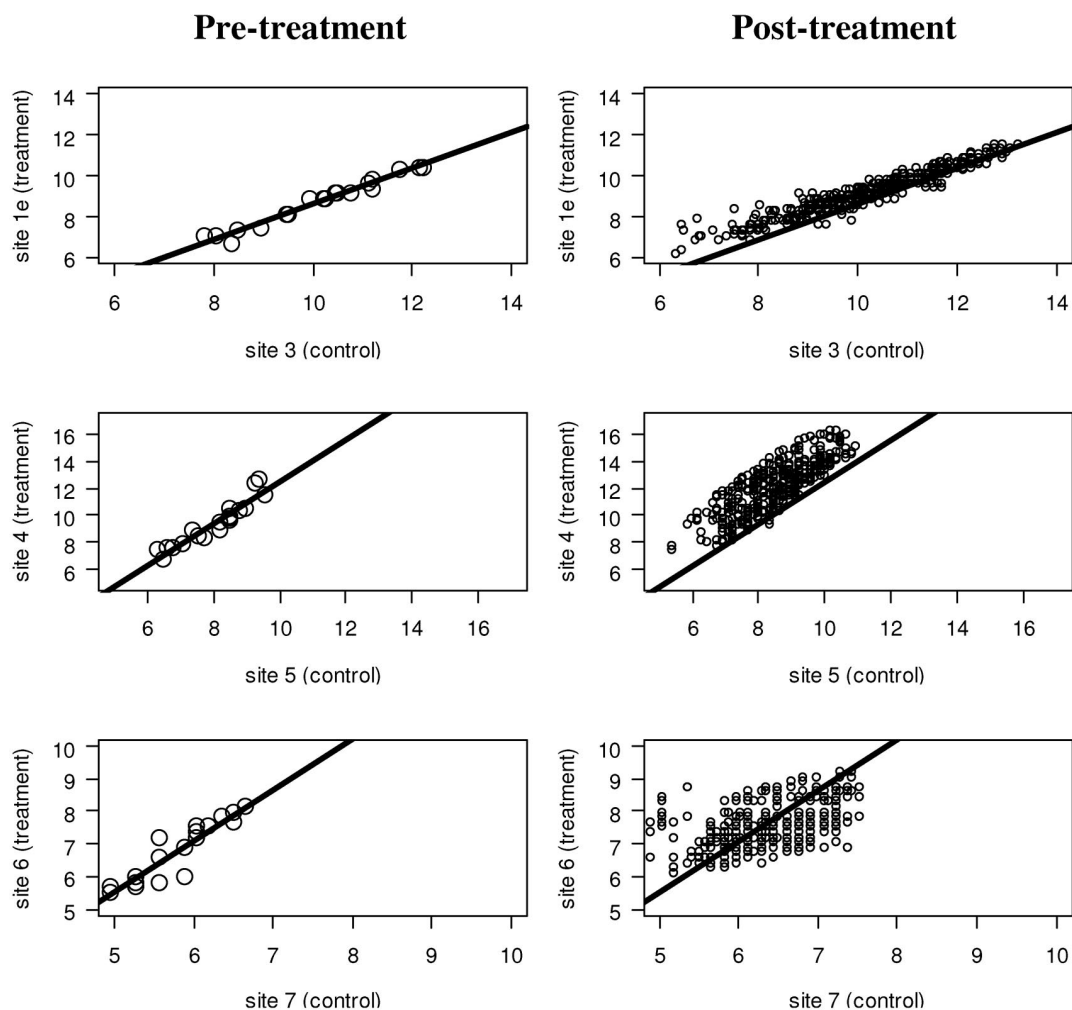 Pre-treatment
Post-treatment
site 1e (treatment)
14
12
10
8
6
6 8 10 12 14
site 3 (control)
site 1e (treatment)
14
12
10
8
6
6 8 10 12 14
site 3 (control)
site 4 (treatment)
16
14
12
10
8
6
6 8 10 12 14 16
site 5 (control)
site 4 (treatment)
16
14
12
10
8
6
6 8 10 12 14 16
site 5 (control)
site 6 (treatment)
10
9
8
7
6
5
5 6 7 8 9 10
site 7 (control)
site 6 (treatment)
10
9
8
7
6
5
5 6 7 8 9 10
site 7 (control)